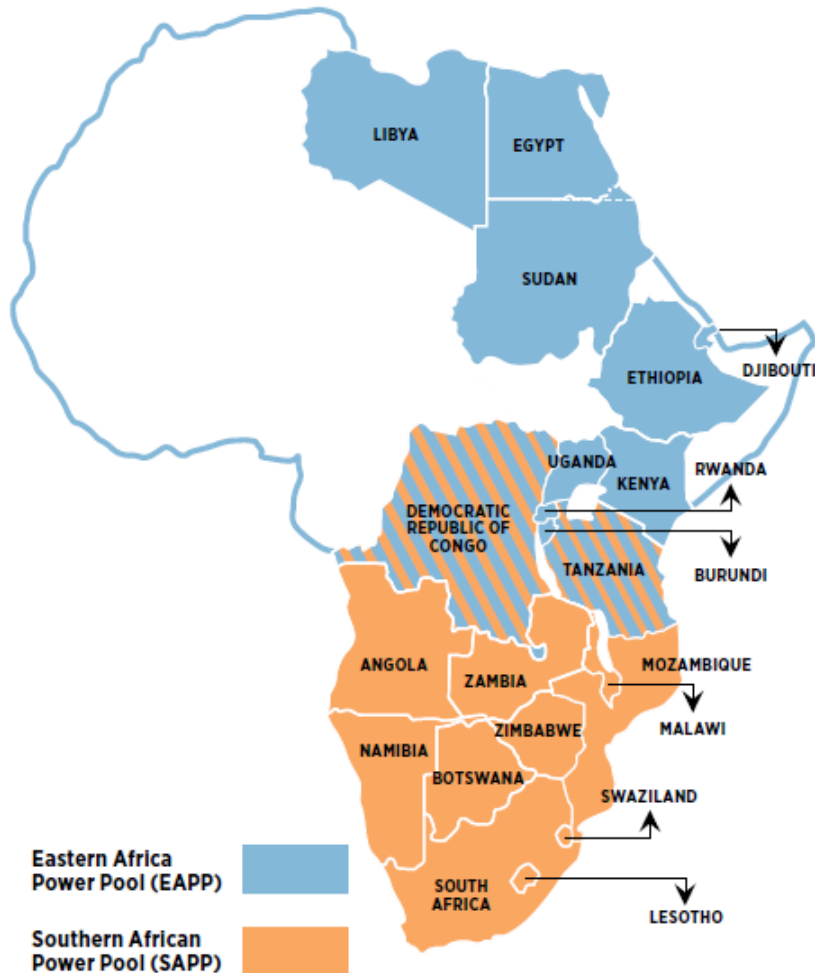 LIBYA
EGYPT
SUDAN
ETHIOPIA
DJIBOUTI
UGANDA
KENYA
RWANDA
DEMOCRATIC
REPUBLIC OF
CONGO
TANZANIA
BURUNDI
ANGOLA
ZAMBIA
MOZAMBIQUE
MALAWI
ZIMBABWE
NAMIBIA
BOTSWANA
SWAZILAND
SOUTH
AFRICA
LESOTHO
Eastern Africa
Power Pool (EAPP)
Southern African
Power Pool (SAPP)